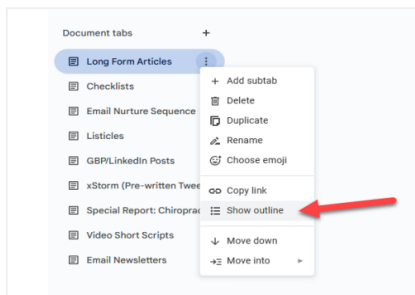 Document tabs
Long Form Articles
Checklists
Email Nurture Sequence
Listicles
GBP/LinkedIn Posts
xStorm (Pre-written Twee
Special Report: Chiroprac
Video Short Scripts
Email Newsletters
Add subtab
Delete
Duplicate
Rename
Choose emoji
Copy link
Show outline
Move down
Move into